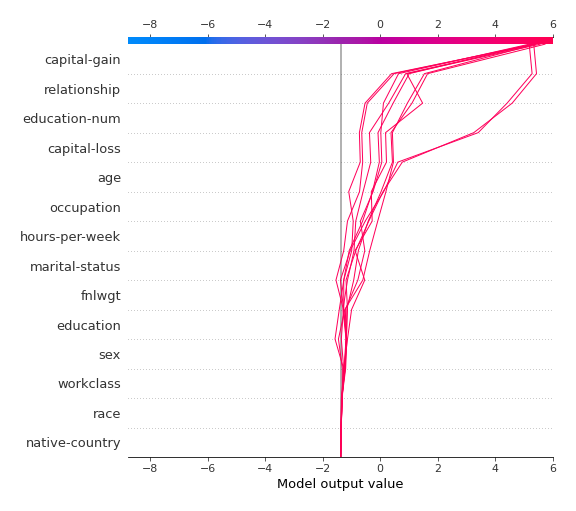 −8 −6 −4 −2 0 2 4 6
capital-gain
relationship
education-num
capital-loss
age
occupation
hours-per-week
marital-status
fnlwgt
education
sex
workclass
race
native-country
−8 −6 −4 −2 0 2 4 6
Model output value